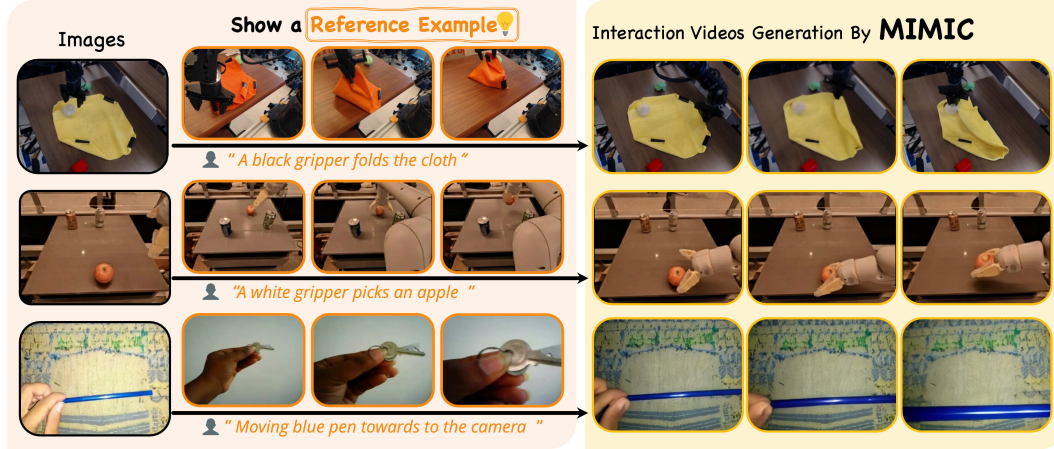 Images
Show a Reference Example
Interaction Videos Generation By MIMIC
" A black gripper folds the cloth "
"A white gripper picks an apple "
" Moving blue pen towards to the camera "